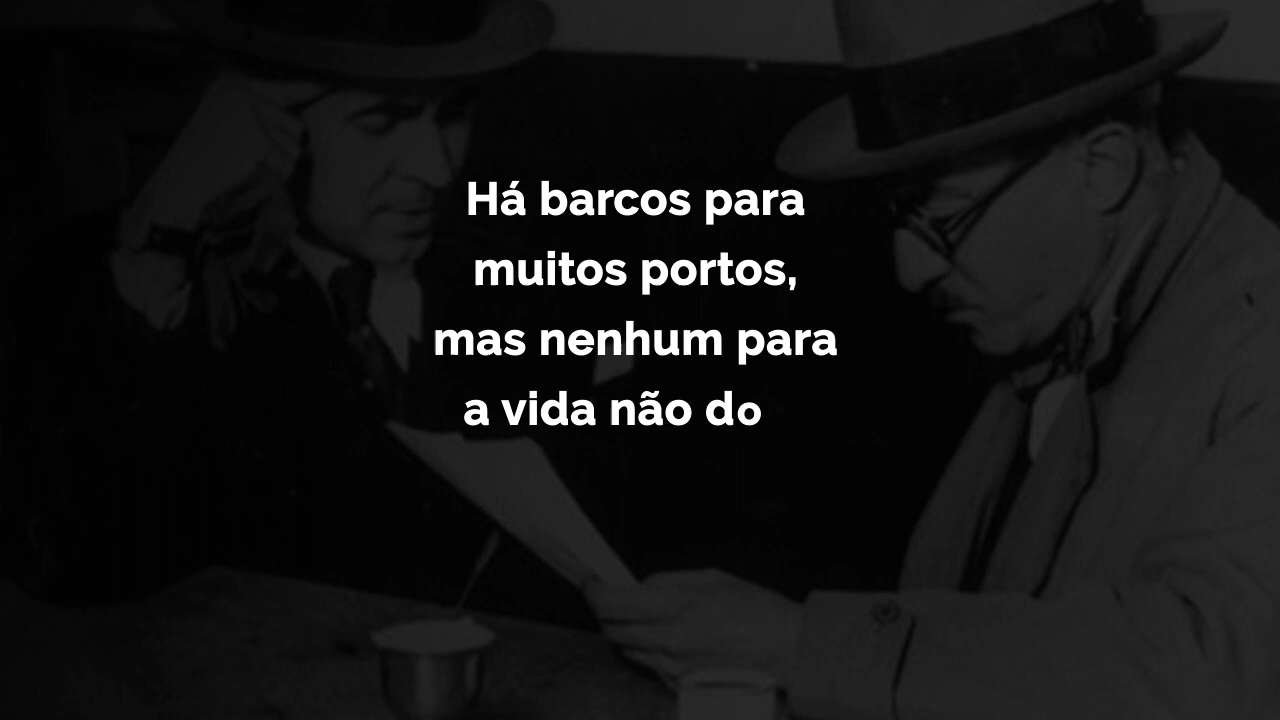 Há barcos para
muitos portos,
mas nenhum para
a vida não do